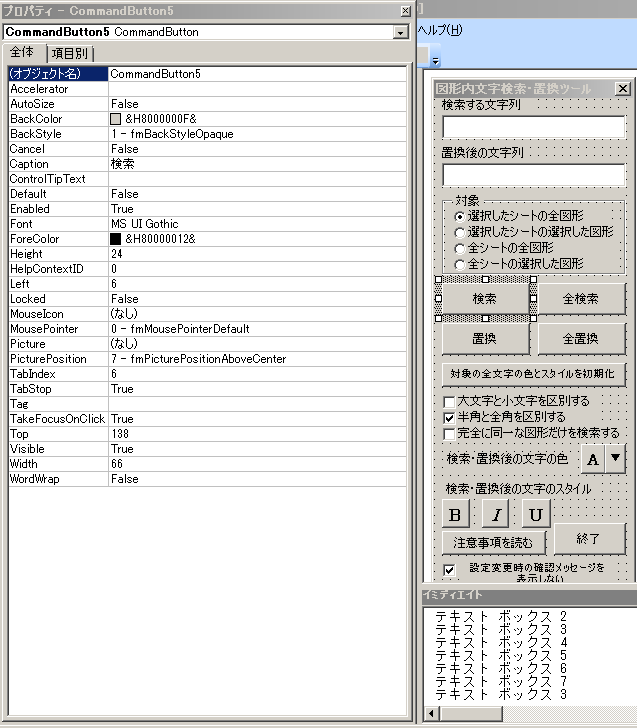 プロパティ - CommandButton5
CommandButton5 CommandButton
全体 項目別
(オブジェクト名) CommandButton5
Accelerator
AutoSize False
BackColor &H8000000F&
BackStyle 1 - fmBackStyleOpaque
Cancel False
Caption 検索
ControlTipText
Default False
Enabled True
Font MS UI Gothic
ForeColor &H80000012&
Height 24
HelpContextID 0
Left 6
Locked False
MouseIcon (なし)
MousePointer 0 - fmMousePointerDefault
Picture (なし)
PicturePosition 7 - fmPicturePositionAboveCenter
TabIndex 6
TabStop True
Tag
TakeFocusOnClick True
Top 138
Visible True
Width 66
WordWrap False
ヘルプ(H)
図形内文字検索・置換ツール
検索する文字列
置換後の文字列
対象
選択したシートの全図形
選択したシートの選択した図形
全シートの全図形
全シートの選択した図形
検索 全検索
置換 全置換
対象の全文字の色とスタイルを初期化
大文字と小文字を区別する
半角と全角を区別する
完全に同一な図形だけを検索する
検索・置換後の文字の色 A
検索・置換後の文字のスタイル
B I U
注意事項を読む 終了
設定変更時の確認メッセージを
表示しない
イミディエイト
テキスト ボックス 2
テキスト ボックス 3
テキスト ボックス 4
テキスト ボックス 5
テキスト ボックス 6
テキスト ボックス 7
テキスト ボックス 3